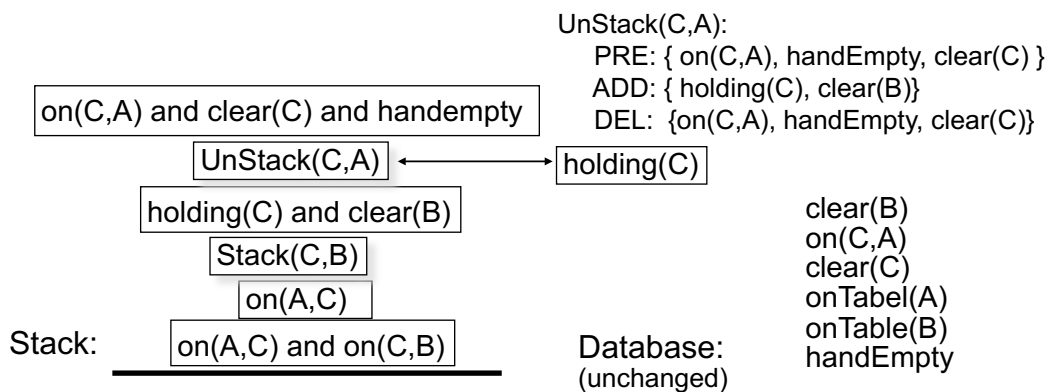 UnStack(C,A):
PRE: { on(C,A), handEmpty, clear(C) }
ADD: { holding(C), clear(B)}
DEL: {on(C,A), handEmpty, clear(C)}
on(C,A) and clear(C) and handempty
UnStack(C,A)
holding(C)
holding(C) and clear(B)
Stack(C,B)
on(A,C)
Stack:
on(A,C) and on(C,B)
Database:
(unchanged)
clear(B)
on(C,A)
clear(C)
onTabel(A)
onTable(B)
handEmpty